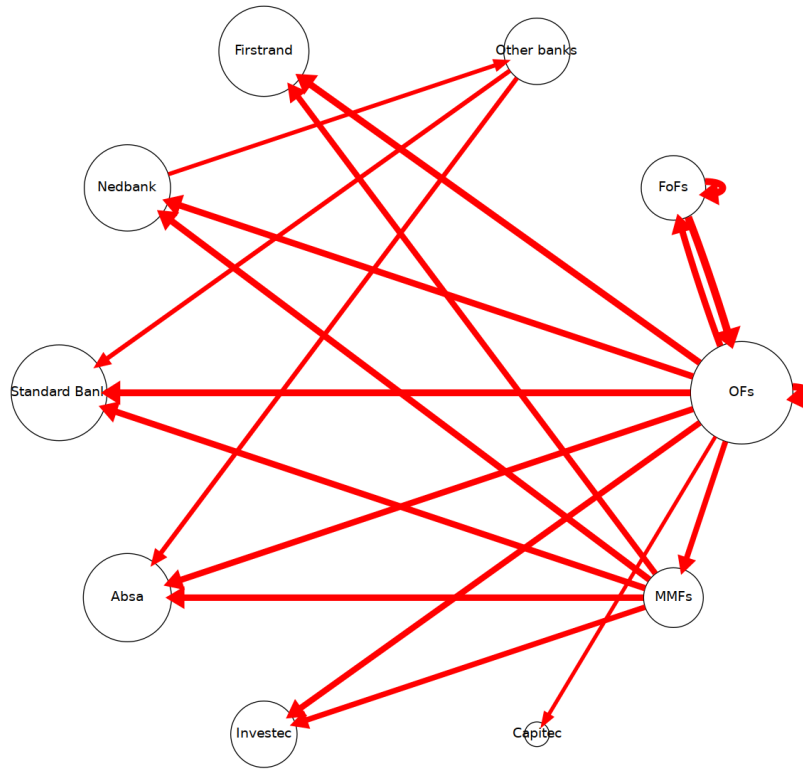 Firstrand
Other banks
Nedbank
FoFs
Standard Bank
OFs
Absa
MMFs
Investec
Capitec